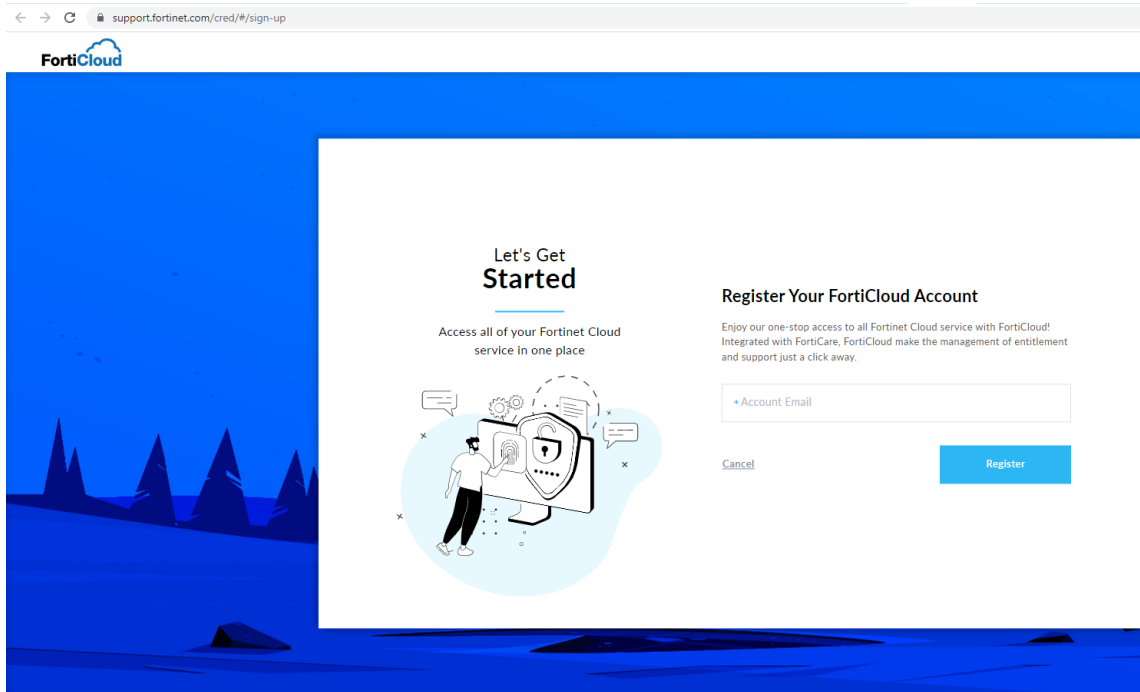 support.fortinet.com/cred/#/sign-up
FortiCloud
Let's Get
Started
Access all of your Fortinet Cloud
service in one place
Register Your FortiCloud Account
Enjoy our one-stop access to all Fortinet Cloud service with FortiCloud!
Integrated with FortiCare, FortiCloud make the management of entitlement
and support just a click away.
* Account Email
Cancel
Register